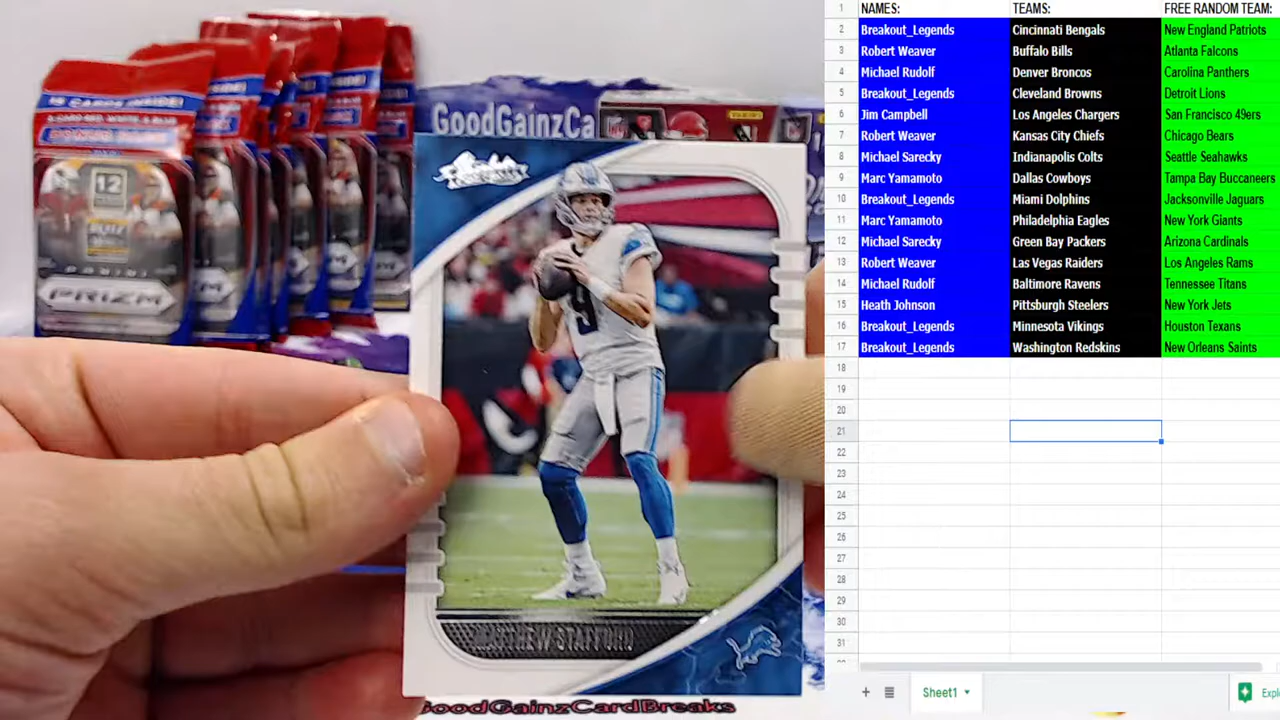 12 CARDS INSIDE!
12
PRIZM
GoodGainzCa
9
MATTHEW STAFFORD
GoodGainzCardBreaks
1 NAMES: TEAMS: FREE RANDOM TEAM:
2 Breakout_Legends Cincinnati Bengals New England Patriots
3 Robert Weaver Buffalo Bills Atlanta Falcons
4 Michael Rudolf Denver Broncos Carolina Panthers
5 Breakout_Legends Cleveland Browns Detroit Lions
6 Jim Campbell Los Angeles Chargers San Francisco 49ers
7 Robert Weaver Kansas City Chiefs Chicago Bears
8 Michael Sarecky Indianapolis Colts Seattle Seahawks
9 Marc Yamamoto Dallas Cowboys Tampa Bay Buccaneers
10 Breakout_Legends Miami Dolphins Jacksonville Jaguars
11 Marc Yamamoto Philadelphia Eagles New York Giants
12 Michael Sarecky Green Bay Packers Arizona Cardinals
13 Robert Weaver Las Vegas Raiders Los Angeles Rams
14 Michael Rudolf Baltimore Ravens Tennessee Titans
15 Heath Johnson Pittsburgh Steelers New York Jets
16 Breakout_Legends Minnesota Vikings Houston Texans
17 Breakout_Legends Washington Redskins New Orleans Saints
18
19
20
21
22
23
24
25
26
27
28
29
30
31
+ Sheet1 Explo